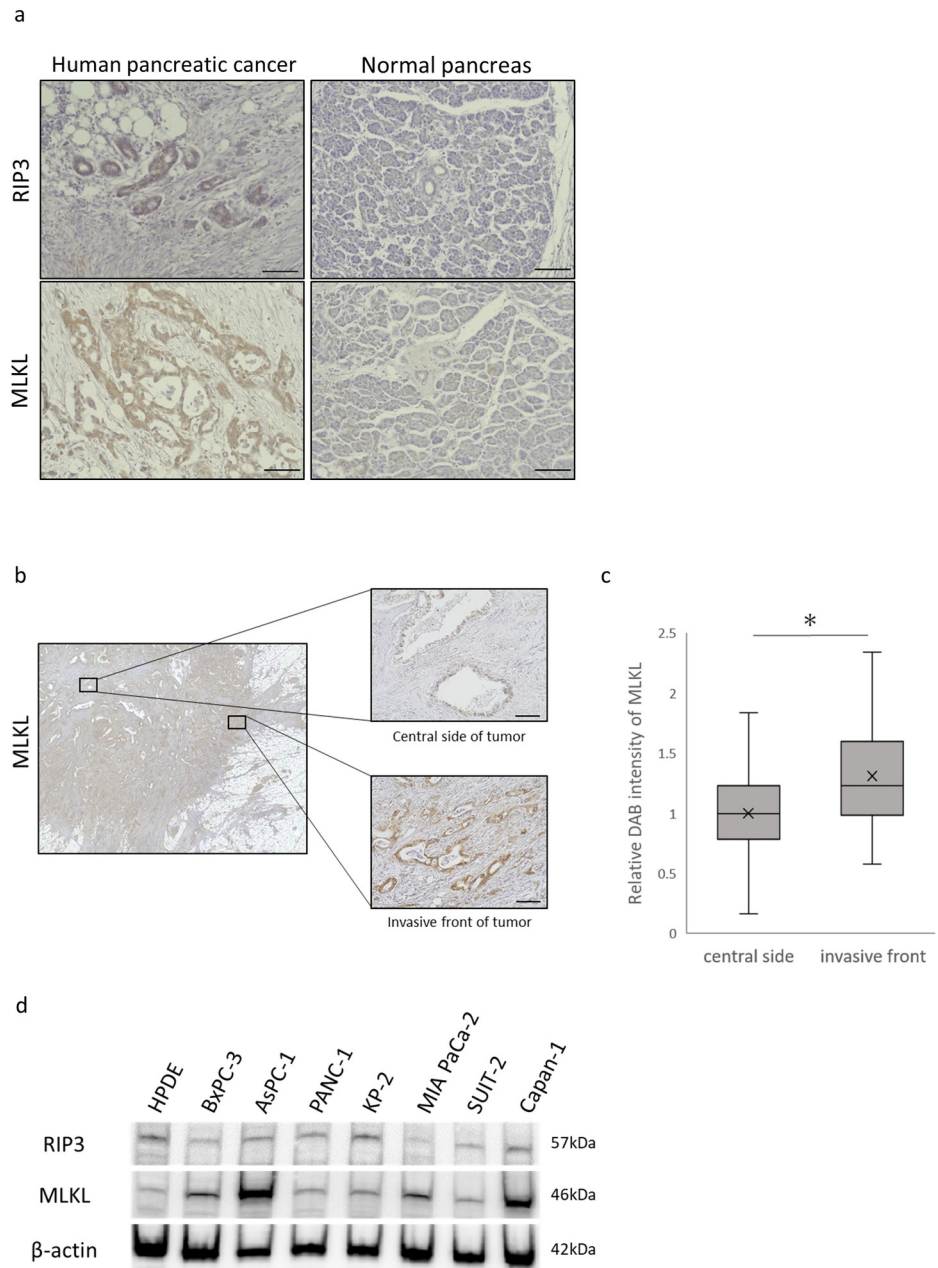 a
Human pancreatic cancer
Normal pancreas
RIP3
MLKL
b
MLKL
Central side of tumor
Invasive front of tumor
c
*
Relative DAB intensity of MLKL
2.5
2
1.5
1
0.5
0
central side
invasive front
d
HPDE
BxPC-3
AsPC-1
PANC-1
KP-2
MIA PaCa-2
SUIT-2
Capan-1
RIP3
57kDa
MLKL
46kDa
β-actin
42kDa